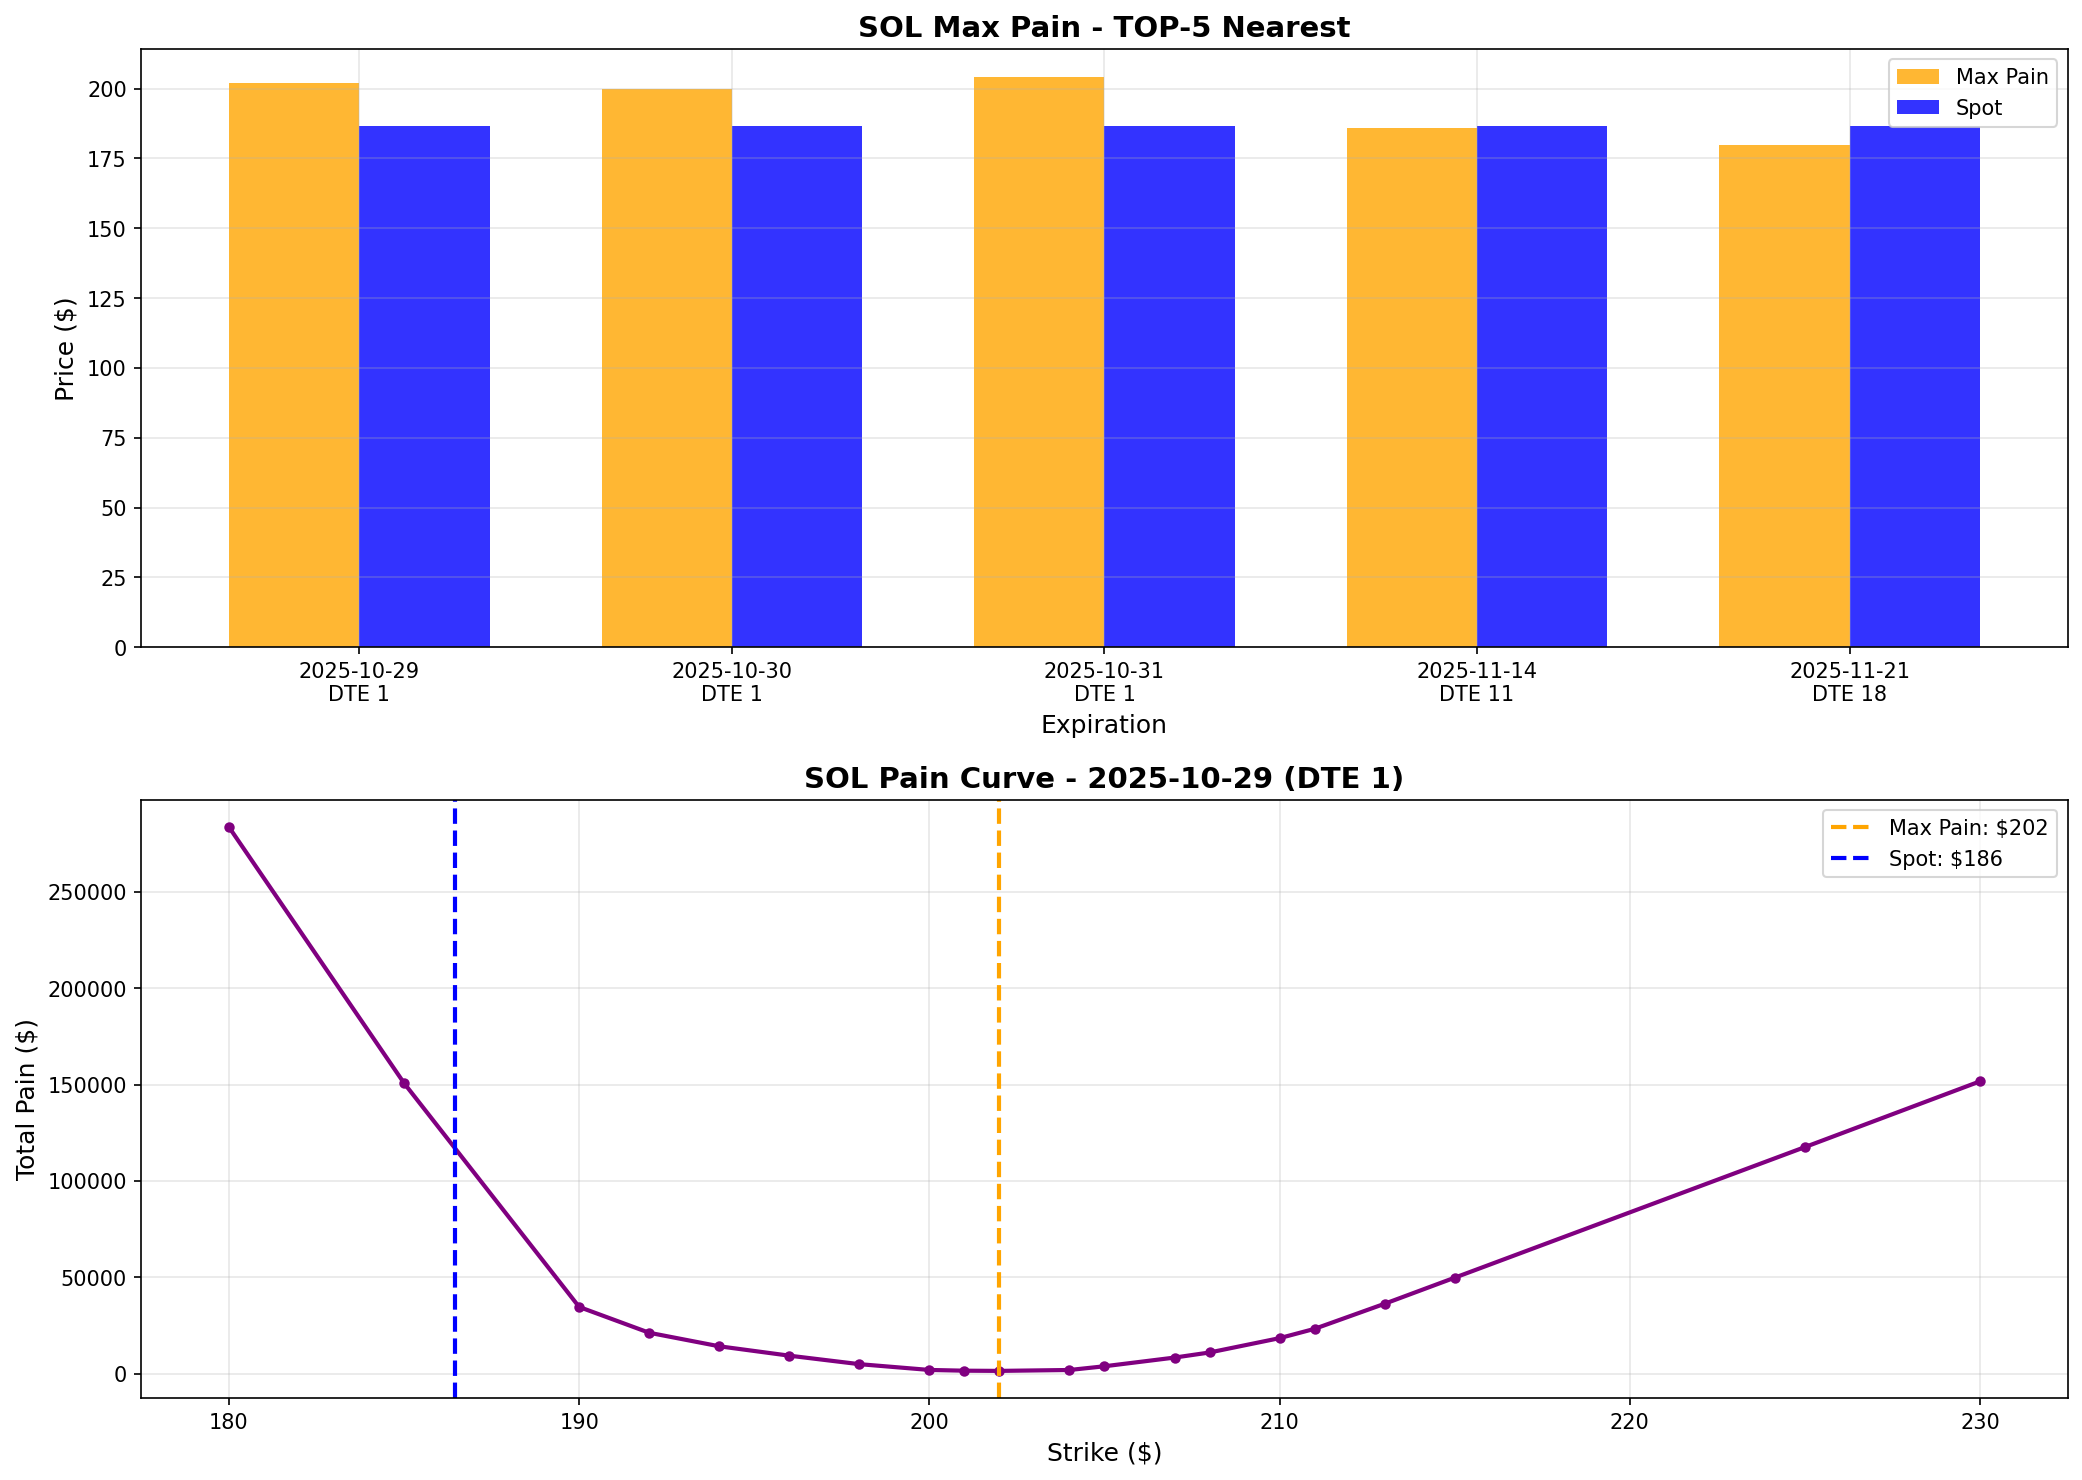 SOL Max Pain - TOP-5 Nearest
Max Pain
Spot
Price ($)
200
175
150
125
100
75
50
25
0
2025-10-29
DTE 1
2025-10-30
DTE 1
2025-10-31
DTE 1
2025-11-14
DTE 11
2025-11-21
DTE 18
Expiration
SOL Pain Curve - 2025-10-29 (DTE 1)
Max Pain: $202
Spot: $186
Total Pain ($)
250000
200000
150000
100000
50000
0
180
190
200
210
220
230
Strike ($)